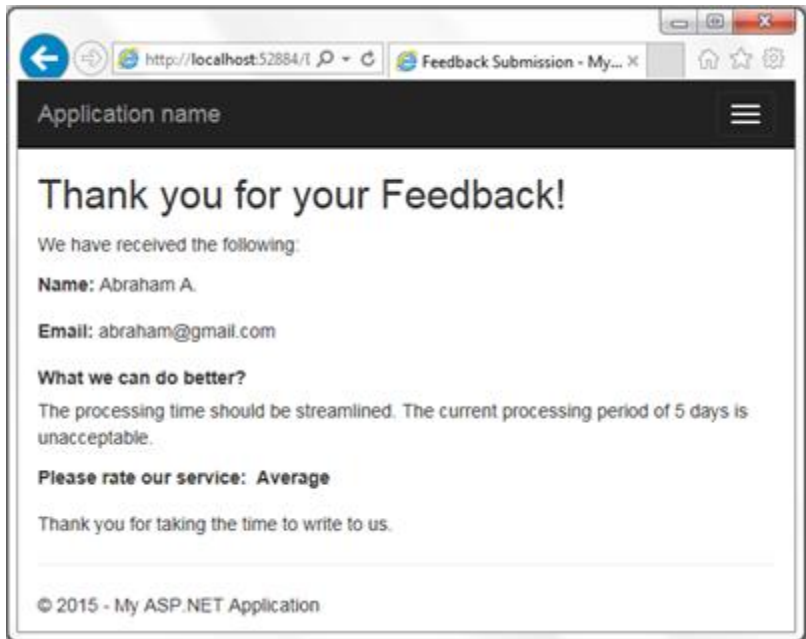 http://localhost:52884/
Feedback Submission - My...
Application name
Thank you for your Feedback!
We have received the following:
Name: Abraham A.
Email: abraham@gmail.com
What we can do better?
The processing time should be streamlined. The current processing period of 5 days is
unacceptable.
Please rate our service: Average
Thank you for taking the time to write to us.
© 2015 - My ASP.NET Application